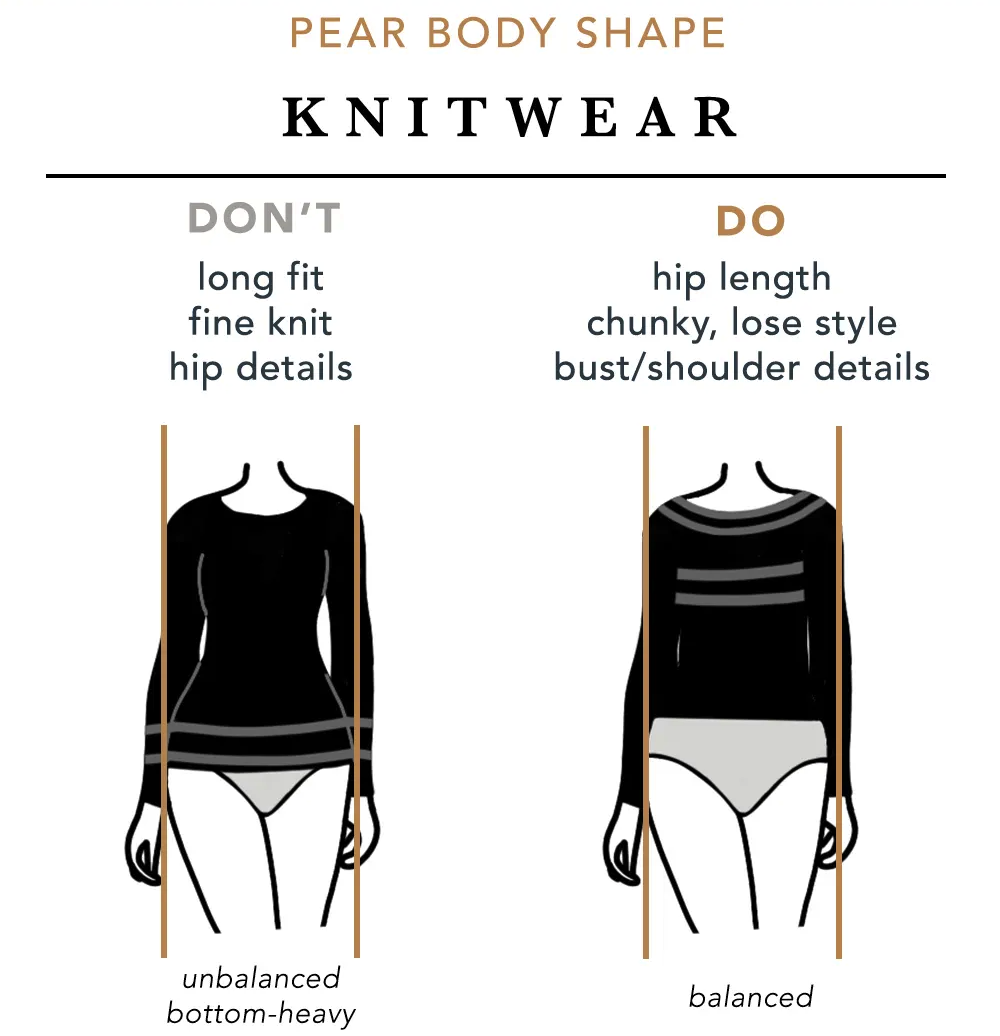 PEAR BODY SHAPE
KNITWEAR
DON'T
long fit
fine knit
hip details
DO
hip length
chunky, lose style
bust/shoulder details
unbalanced
bottom-heavy
balanced